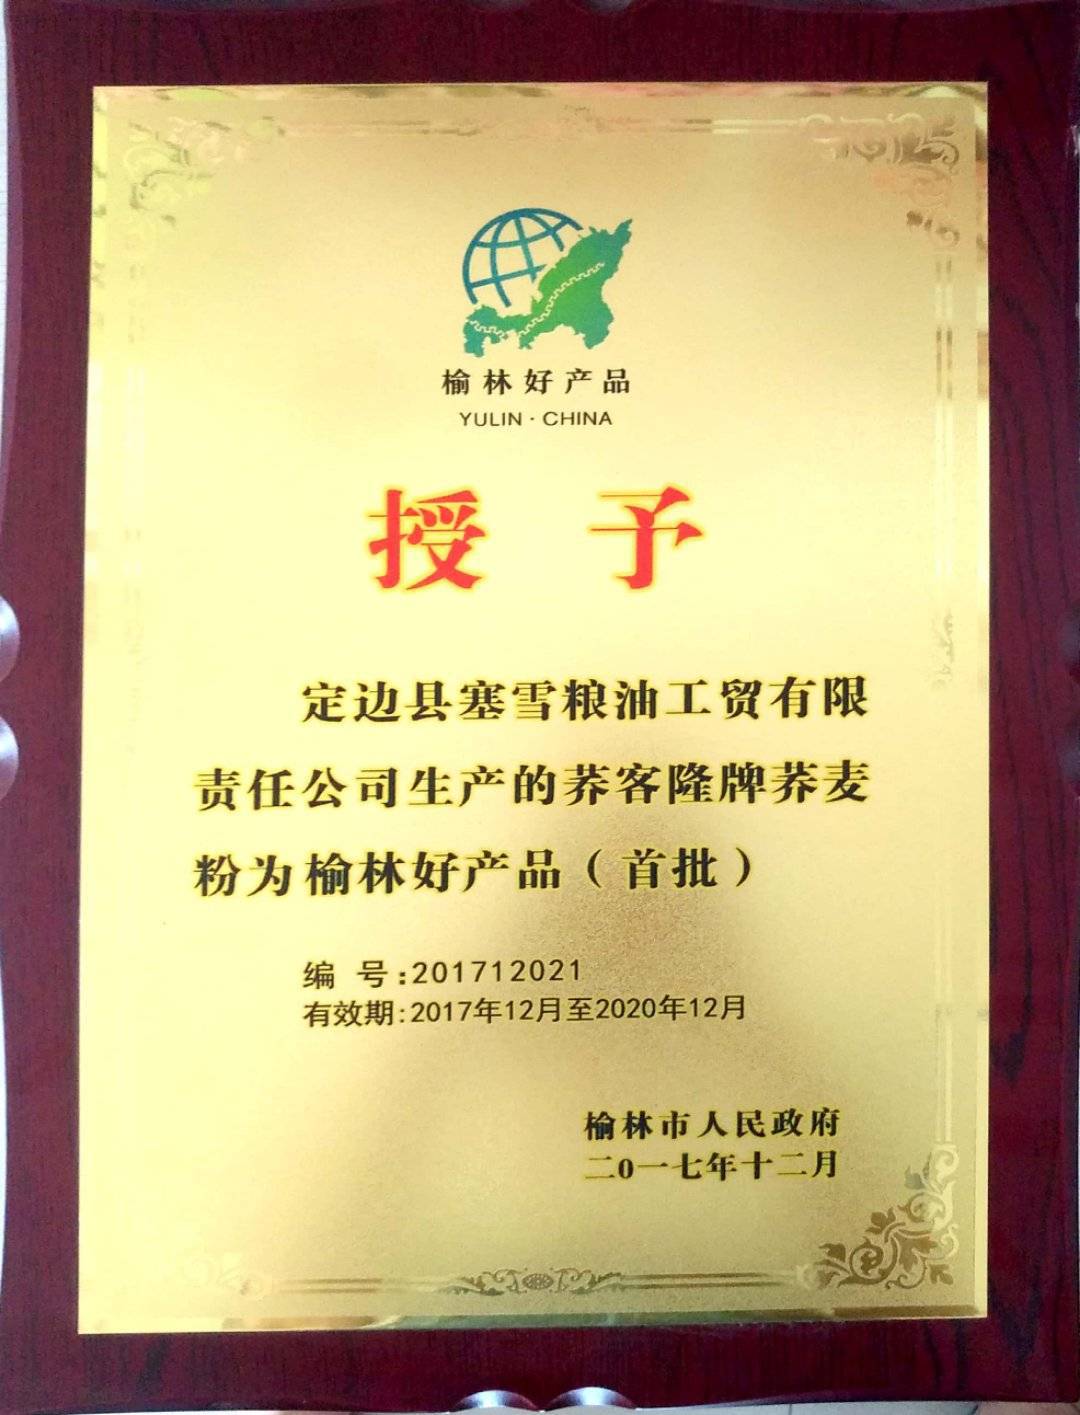 榆林好产品
YULIN·CHINA
授予
定边县塞雪粮油工贸有限
责任公司生产的荞客隆牌荞麦
粉为榆林好产品（首批）
编 号:201712021
有效期:2017年12月至2020年12月
榆林市人民政府
二0一七年十二月